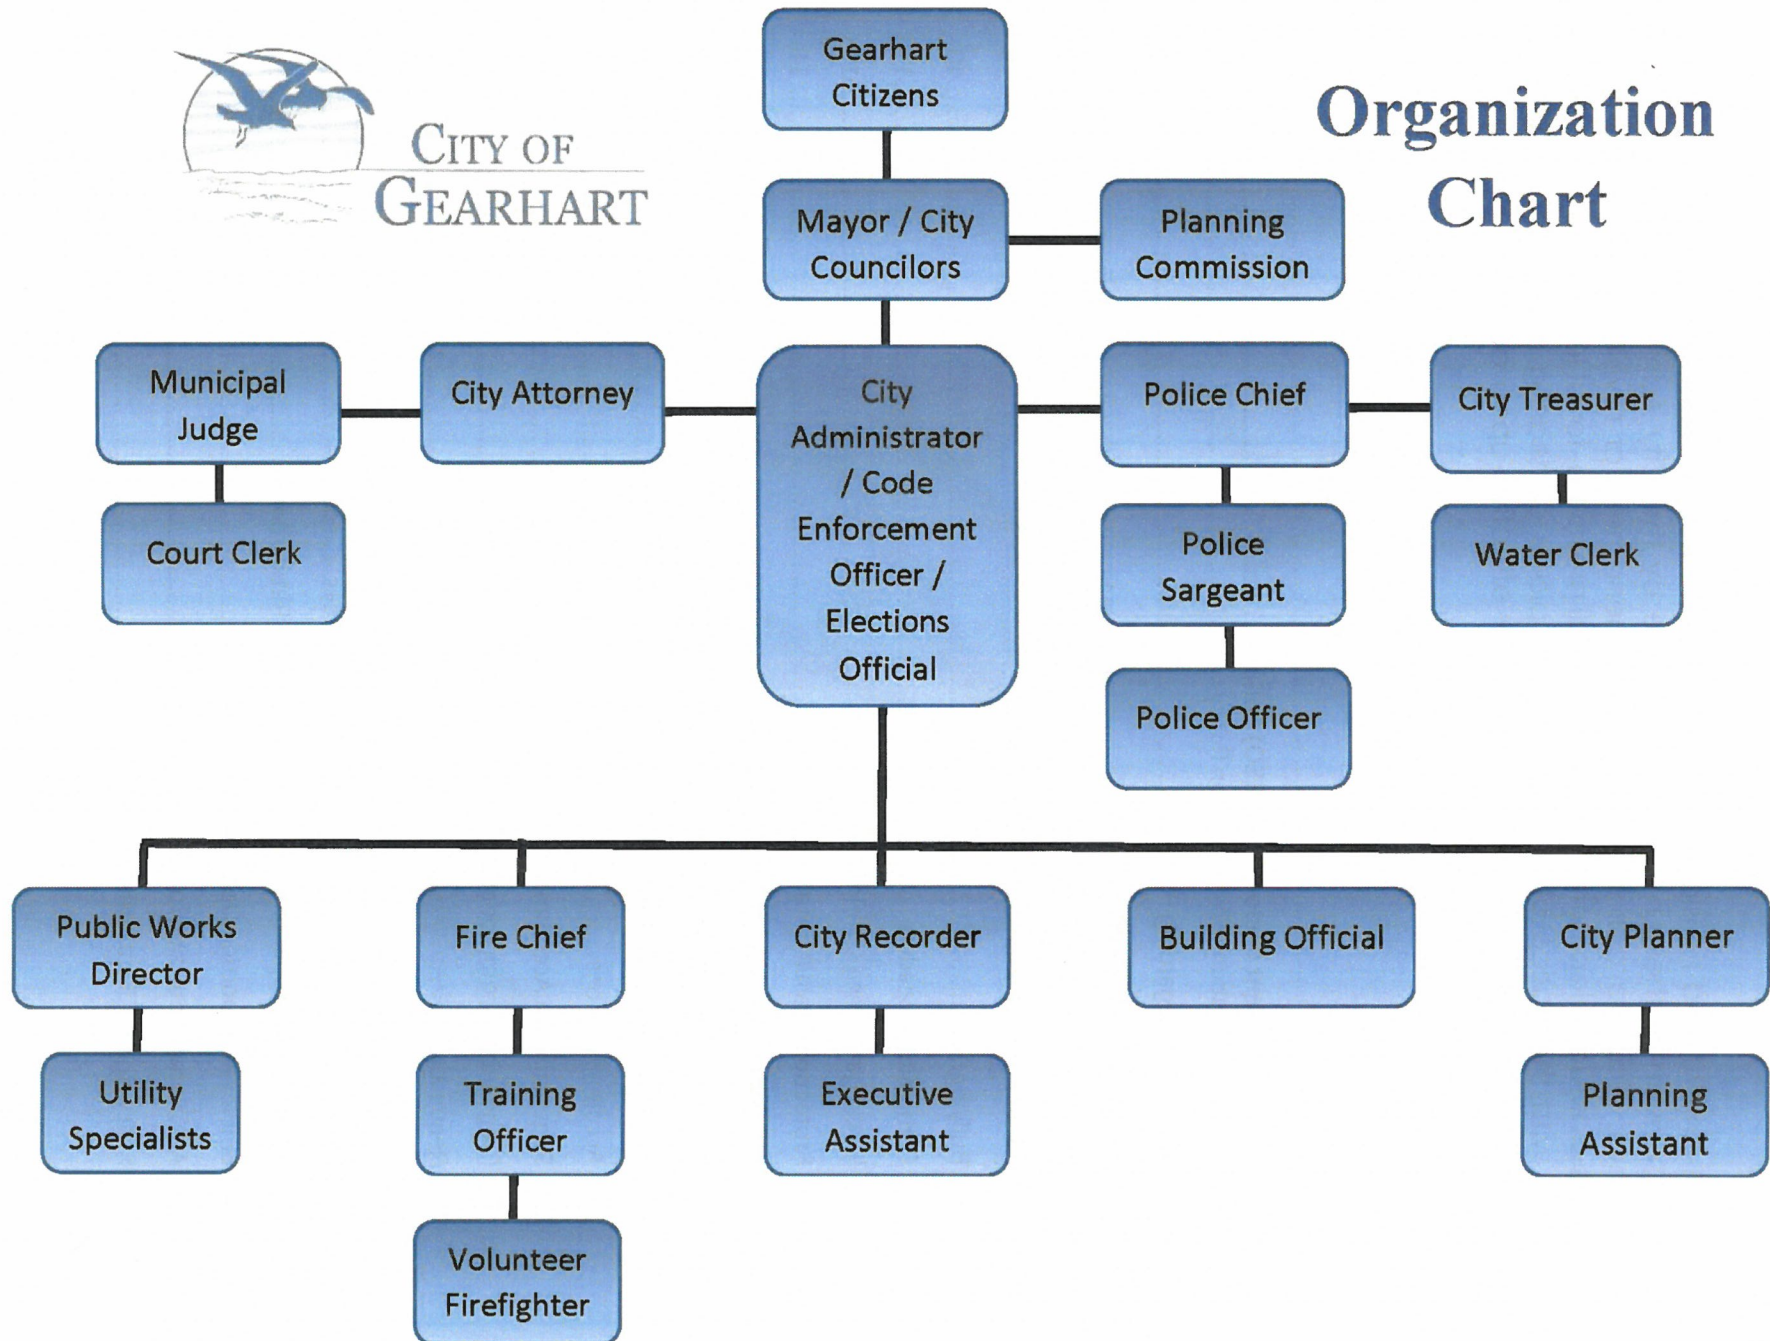 CITY OF
GEARHART
Organization
Chart
Gearhart
Citizens
Mayor / City
Councilors
Planning
Commission
Municipal
Judge
City Attorney
City
Administrator
/ Code
Enforcement
Officer /
Elections
Official
Police Chief
City Treasurer
Court Clerk
Police
Sargeant
Water Clerk
Police Officer
Public Works
Director
Fire Chief
City Recorder
Building Official
City Planner
Utility
Specialists
Training
Officer
Executive
Assistant
Planning
Assistant
Volunteer
Firefighter